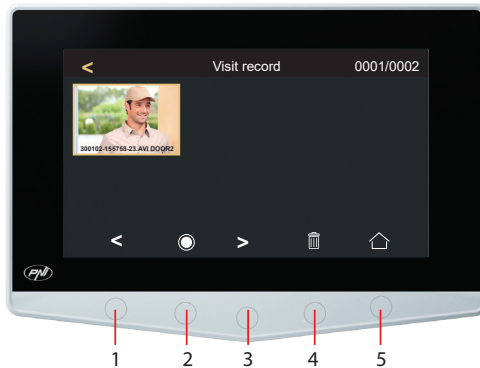 < Visit record 0001/0002
300102-155758-23.AVI.DOOR2
< >
PNI
1 2 3 4 5